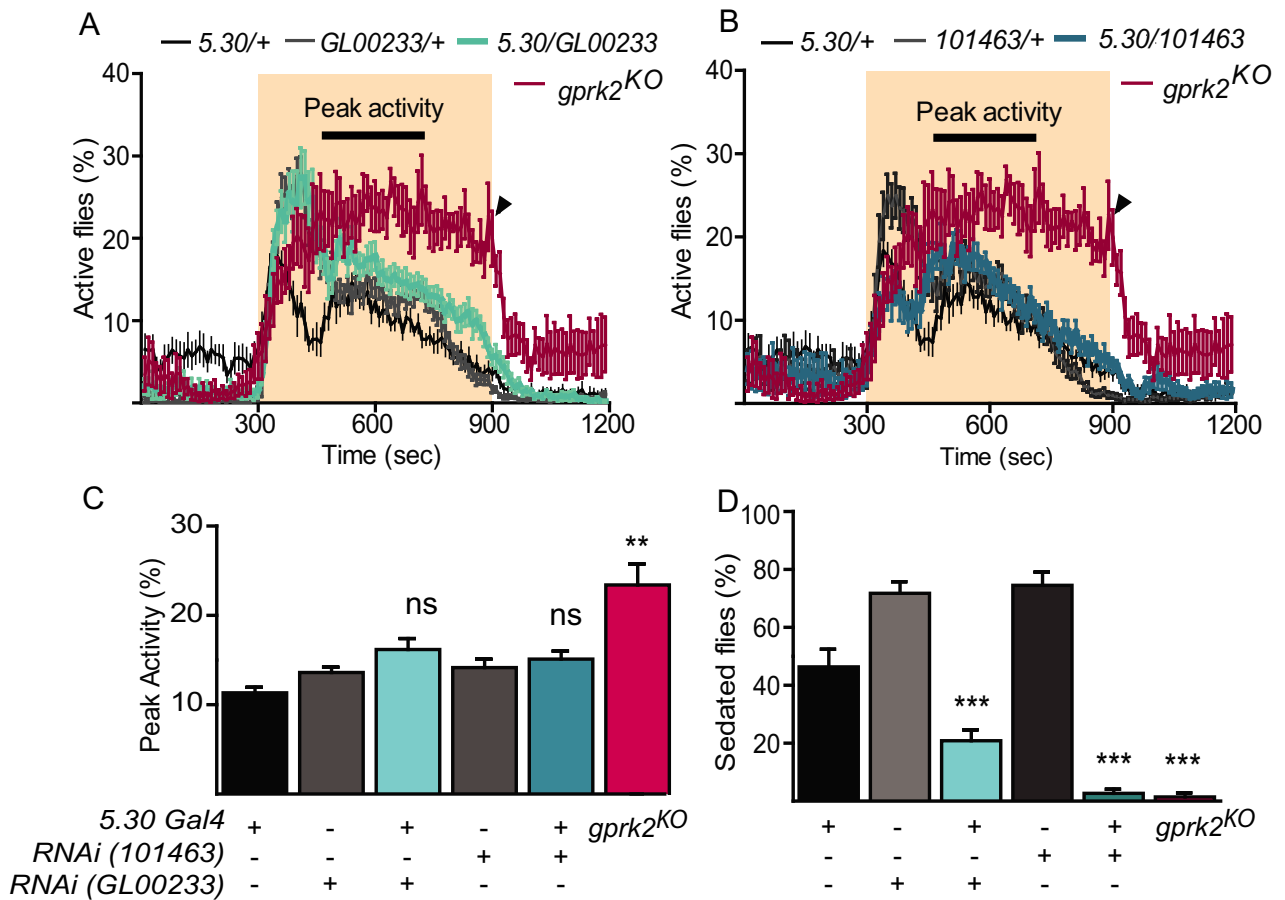 A
5.30/+ GL00233/+ 5.30/GL00233
gprk2KO
40
30
20
10
Active flies (%)
Peak activity
300 600 900 1200
Time (sec)
B
5.30/+ 101463/+ 5.30/101463
gprk2KO
40
30
20
10
Active flies (%)
Peak activity
300 600 900 1200
Time (sec)
C
30
20
10
Peak Activity (%)
ns ns **
5.30 Gal4 + - + - + gprk2KO
RNAi (101463) - - - + +
RNAi (GL00233) - + + - -
D
100
80
60
40
20
Sedated flies (%)
*** *** ***
+ - + - + gprk2KO
- - - + +
- + + - -